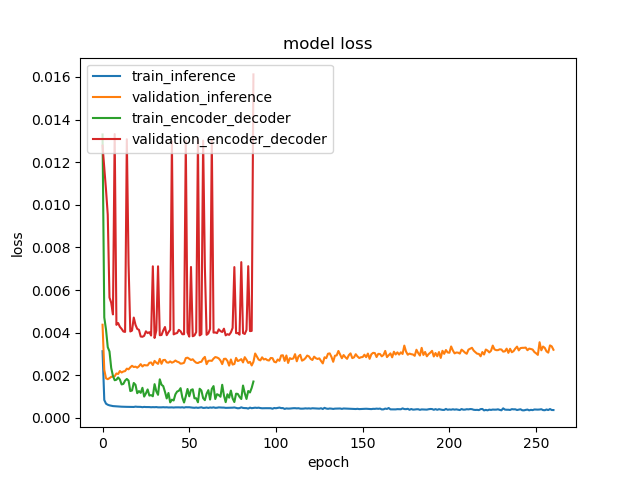 model loss
train_inference
validation_inference
train_encoder_decoder
validation_encoder_decoder
0.016
0.014
0.012
0.010
0.008
0.006
0.004
0.002
0.000
loss
0 50 100 150 200 250
epoch